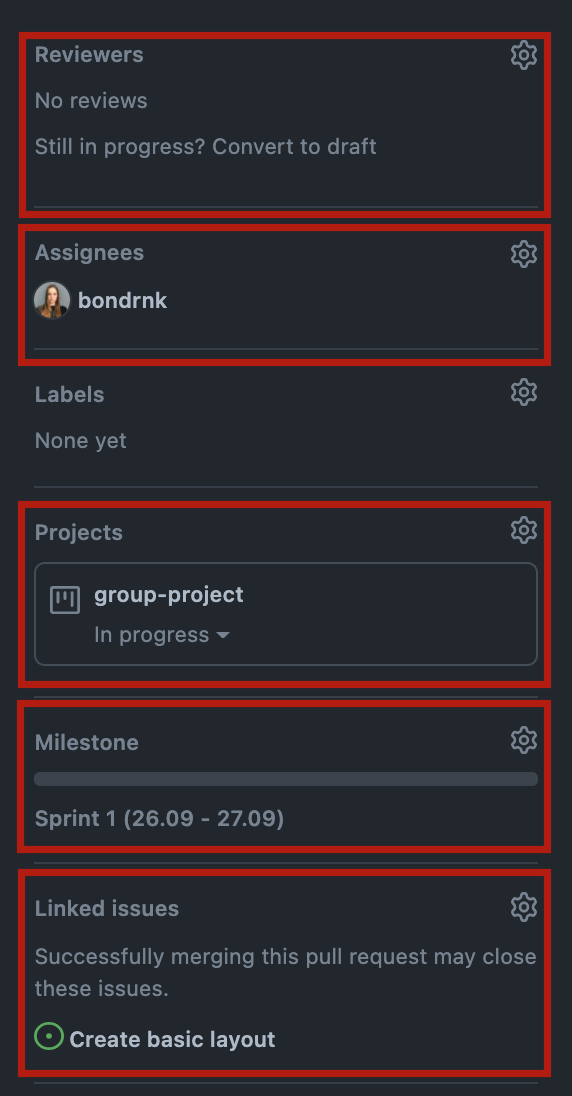 Reviewers
No reviews
Still in progress? Convert to draft
Assignees
bondrnk
Labels
None yet
Projects
group-project
In progress
Milestone
Sprint 1 (26.09 - 27.09)
Linked issues
Successfully merging this pull request may close
these issues.
Create basic layout